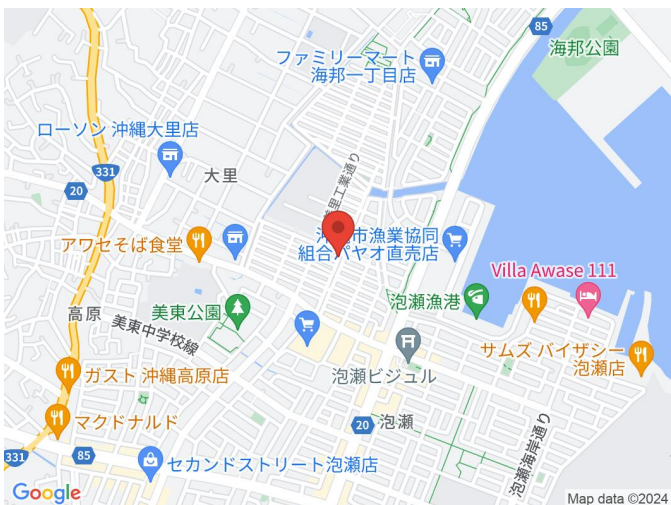 85
海邦公園
ファミリーマート
海邦一丁目店
ローソン 沖縄大里店
331
20
大里
里工業通り
アワセそば食堂
市漁業協同
組合パヤオ直売店
Villa Awase 111
泡瀬漁港
美東公園
高原
美東中学校線
サムズ バイザシー
泡瀬店
泡瀬ビジュル
ガスト 沖縄高原店
マクドナルド
20
泡瀬
泡瀬海岸通り
331
85
セカンドストリート泡瀬店
Google
Map data ©2024